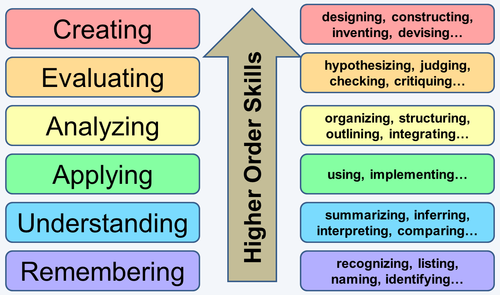 Creating
designing, constructing,
inventing, devising...
Evaluating
hypothesizing, judging,
checking, critiquing...
Analyzing
organizing, structuring,
outlining, integrating...
Applying
using, implementing...
Understanding
summarizing, inferring,
interpreting, comparing...
Remembering
recognizing, listing,
naming, identifying...
Higher Order Skills